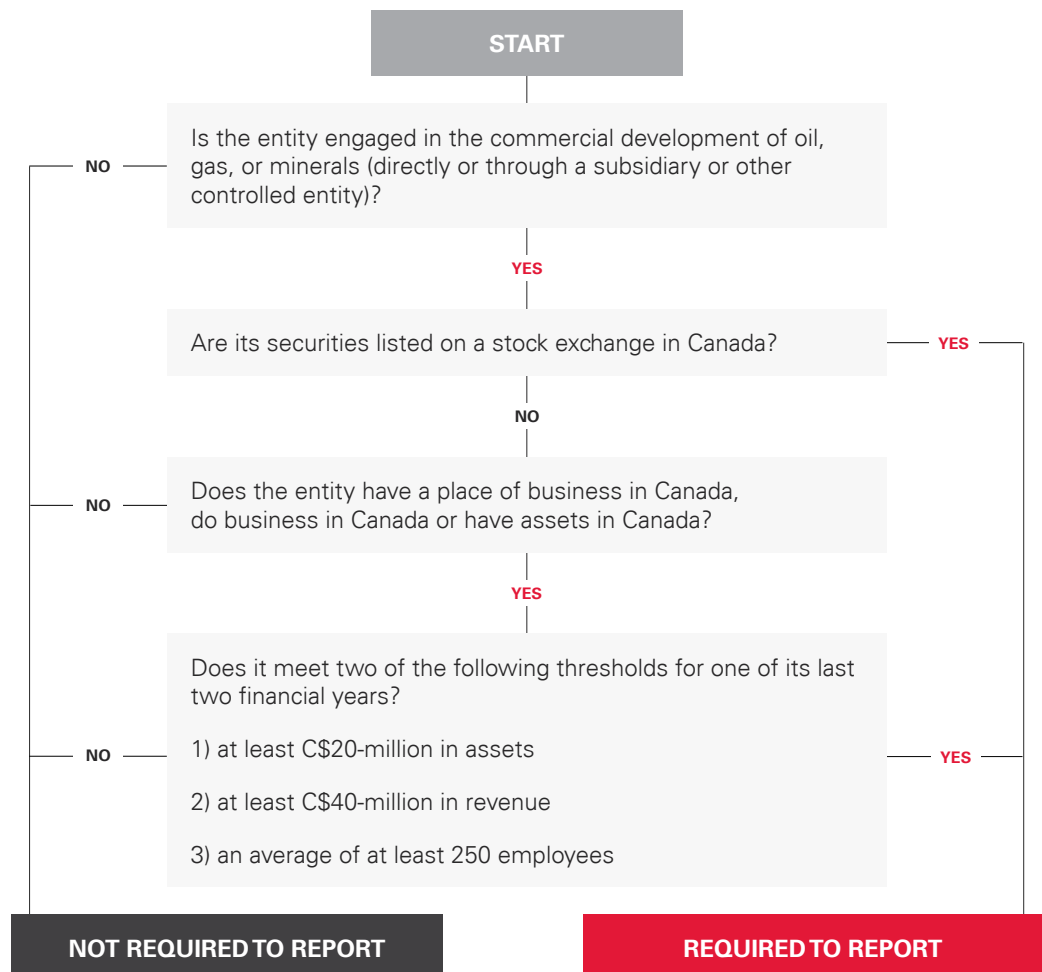 START
Is the entity engaged in the commercial development of oil,
gas, or minerals (directly or through a subsidiary or other
controlled entity)?
NO
YES
Are its securities listed on a stock exchange in Canada?
YES
NO
Does the entity have a place of business in Canada,
do business in Canada or have assets in Canada?
NO
YES
Does it meet two of the following thresholds for one of its last
two financial years?
1) at least C$20-million in assets
NO
YES
2) at least C$40-million in revenue
3) an average of at least 250 employees
NOT REQUIRED TO REPORT
REQUIRED TO REPORT